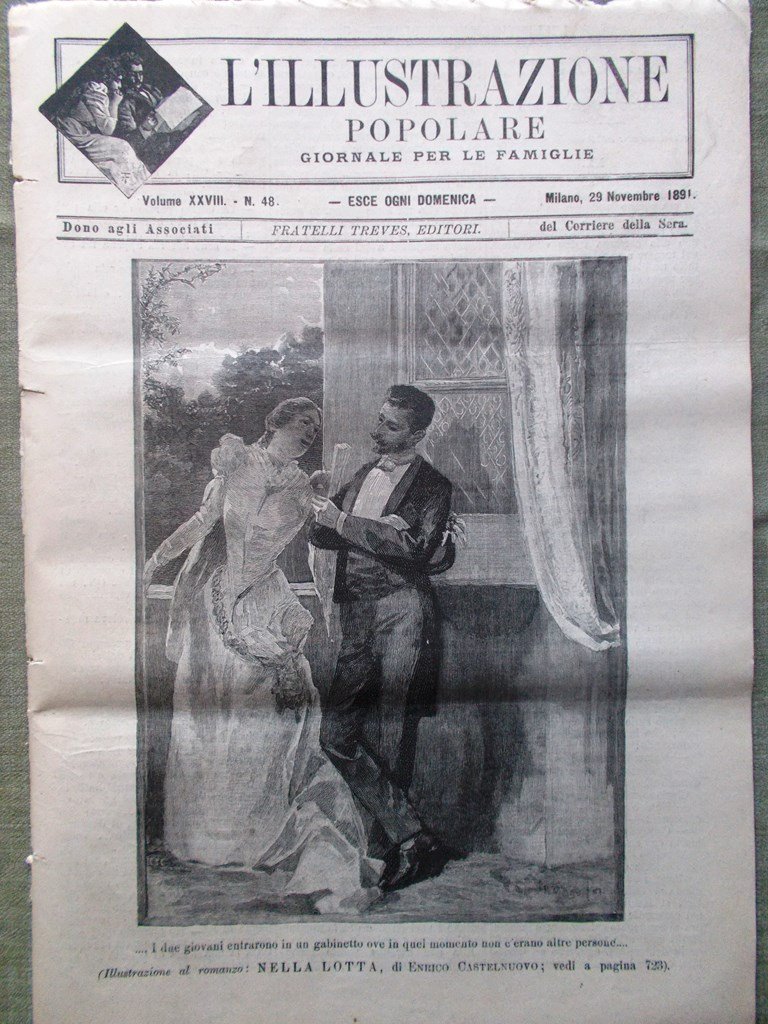 L'ILLUSTRAZIONE
POPOLARE
GIORNALE PER LE FAMIGLIE
Volume XXVIII. - N. 48. — ESCE OGNI DOMENICA — Milano, 29 Novembre 1891.
Dono agli Associati FRATELLI TREVES, EDITORI. del Corriere della Sera.
...., I due giovani entrarono in un gabinetto ove in quel momento non c'erano altre persone....
(Illustrazione al romanzo: NELLA LOTTA, di ENRICO CASTELNUOVO; vedi a pagina 723).